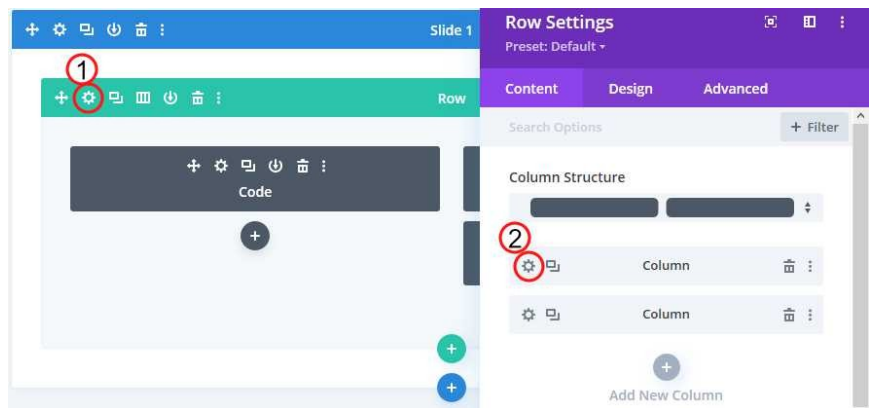 Slide 1
1
Row
Code
Row Settings
Preset: Default
Content Design Advanced
Search Options
+ Filter
Column Structure
2
Column
Column
Add New Column